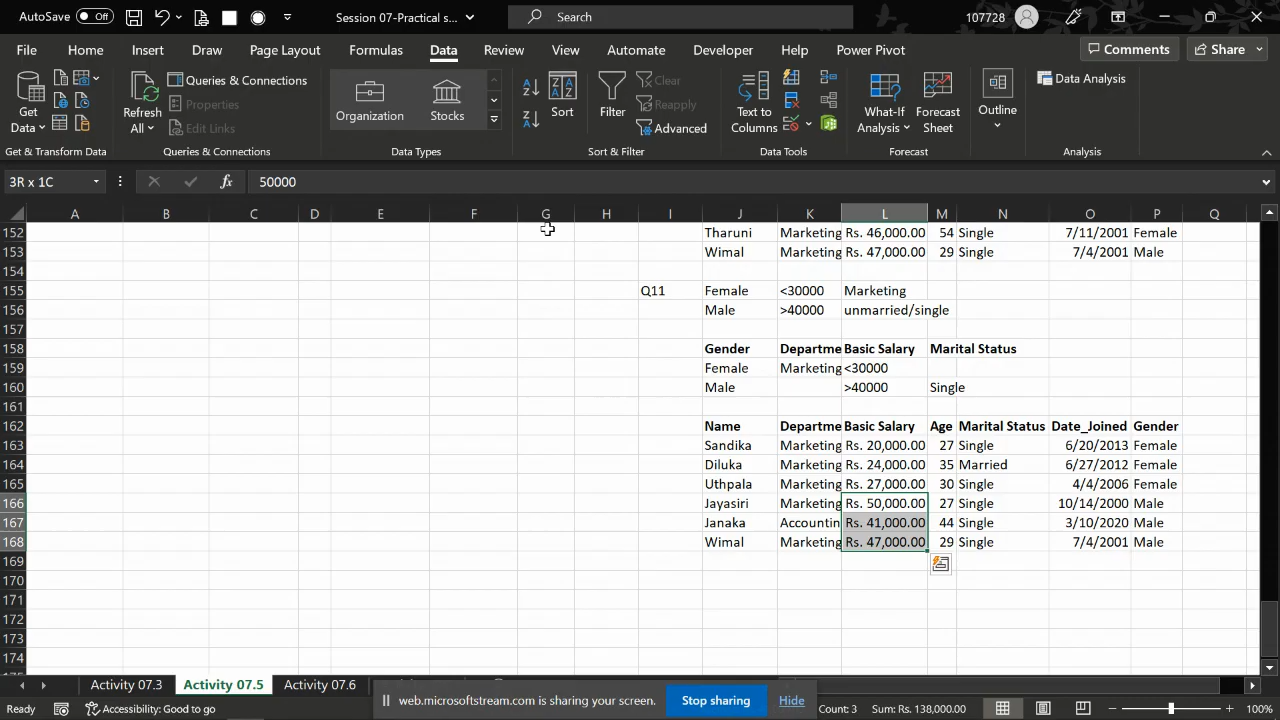 AutoSave Off Session 07-Practical s... Search 107728
File Home Insert Draw Page Layout Formulas Data Review View Automate Developer Help Power Pivot Comments Share
Get Data Refresh All Queries & Connections Properties Edit Links Organization Stocks Sort Filter Clear Reapply Advanced Text to Columns What-If Analysis Forecast Sheet Outline Data Analysis
Get & Transform Data Queries & Connections Data Types Sort & Filter Data Tools Forecast Analysis
3R x 1C fx 50000
A B C D E F G H I J K L M N O P Q
152 Tharuni Marketing Rs. 46,000.00 54 Single 7/11/2001 Female
153 Wimal Marketing Rs. 47,000.00 29 Single 7/4/2001 Male
154
155 Q11 Female <30000 Marketing
156 Male >40000 unmarried/single
157
158 Gender Departme Basic Salary Marital Status
159 Female Marketing <30000
160 Male >40000 Single
161
162 Name Departme Basic Salary Age Marital Status Date_Joined Gender
163 Sandika Marketing Rs. 20,000.00 27 Single 6/20/2013 Female
164 Diluka Marketing Rs. 24,000.00 35 Married 6/27/2012 Female
165 Uthpala Marketing Rs. 27,000.00 30 Single 4/4/2006 Female
166 Jayasiri Marketing Rs. 50,000.00 27 Single 10/14/2000 Male
167 Janaka Accountin Rs. 41,000.00 44 Single 3/10/2020 Male
168 Wimal Marketing Rs. 47,000.00 29 Single 7/4/2001 Male
169
170
171
172
173
174
Activity 07.3 Activity 07.5 Activity 07.6
Ready Accessibility: Good to go web.microsoftstream.com is sharing your screen. Stop sharing Hide Count: 3 Sum: Rs. 138,000.00 100%